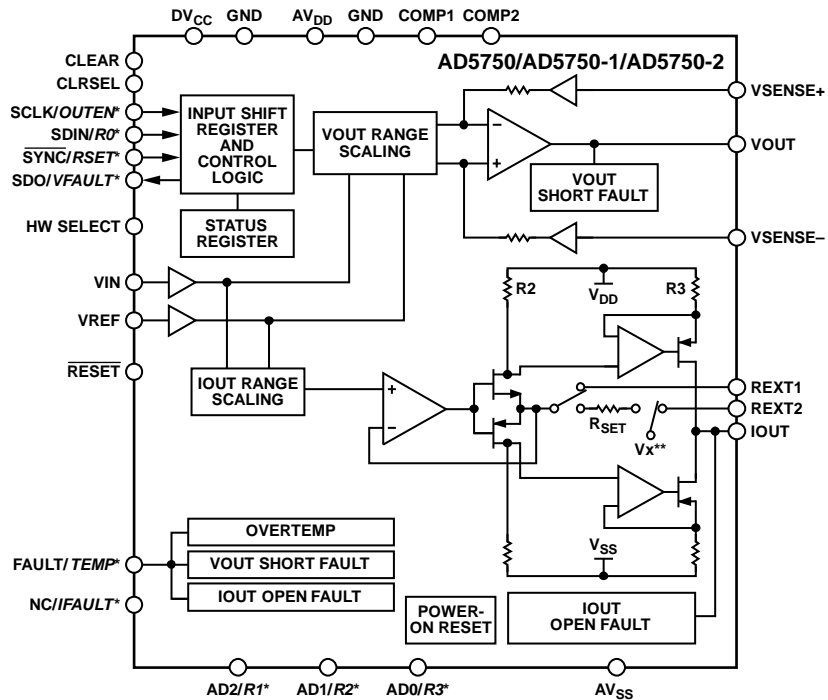 DVCC GND AVDD GND COMP1 COMP2
AD5750/AD5750-1/AD5750-2
CLEAR
CLRSEL
SCLK/OUTEN*
SDIN/R0*
SYNC/RSET*
SDO/VFAULT*
HW SELECT
VIN
VREF
RESET
FAULT/TEMP*
NC/IFAULT*
INPUT SHIFT
REGISTER
AND
CONTROL
LOGIC
STATUS
REGISTER
VOUT RANGE
SCALING
IOUT RANGE
SCALING
−
+
VOUT
SHORT FAULT
VSENSE+
VOUT
VSENSE−
R2
VDD
R3
+
−
RSET
Vx**
REXT1
REXT2
IOUT
VSS
OVERTEMP
VOUT SHORT FAULT
IOUT OPEN FAULT
POWER-
ON RESET
IOUT
OPEN FAULT
AD2/R1* AD1/R2* AD0/R3* AVSS